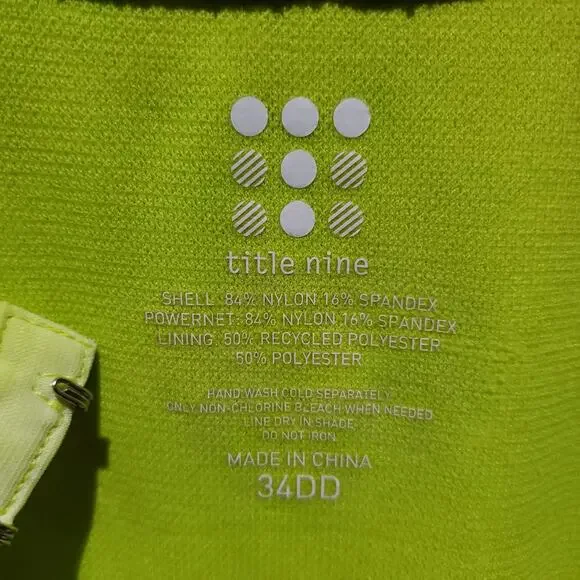 title nine
SHELL: 84% NYLON 16% SPANDEX
POWERNET: 84% NYLON 16% SPANDEX
LINING: 50% RECYCLED POLYESTER
50% POLYESTER
HAND WASH COLD SEPARATELY
ONLY NON-CHLORINE BLEACH WHEN NEEDED
LINE DRY IN SHADE
DO NOT IRON
MADE IN CHINA
34DD